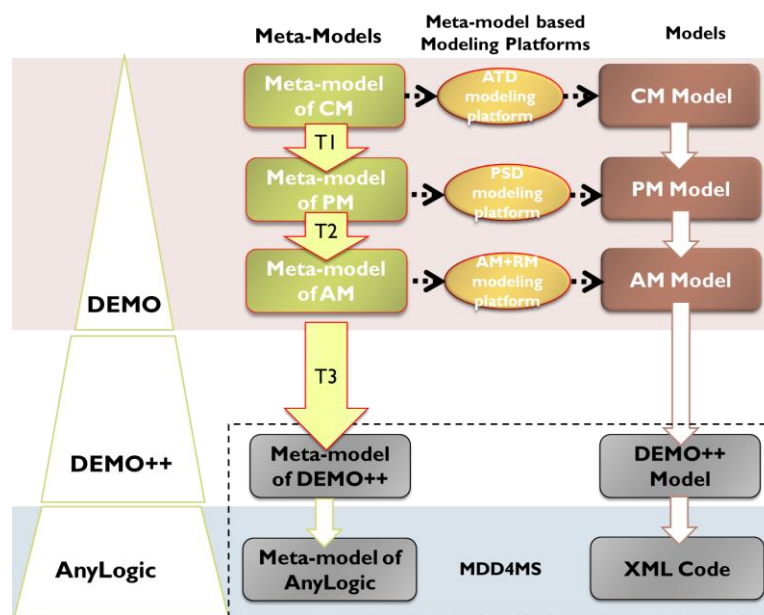 Meta-Models
Meta-model based
Modeling Platforms
Models
Meta-model
of CM
ATD
modeling
platform
CM Model
T1
Meta-model
of PM
PSD
modeling
platform
PM Model
T2
Meta-model
of AM
AM+RM
modeling
platform
AM Model
DEMO
T3
DEMO++
Meta-model
of DEMO++
DEMO++
Model
AnyLogic
Meta-model of
AnyLogic
MDD4MS
XML Code